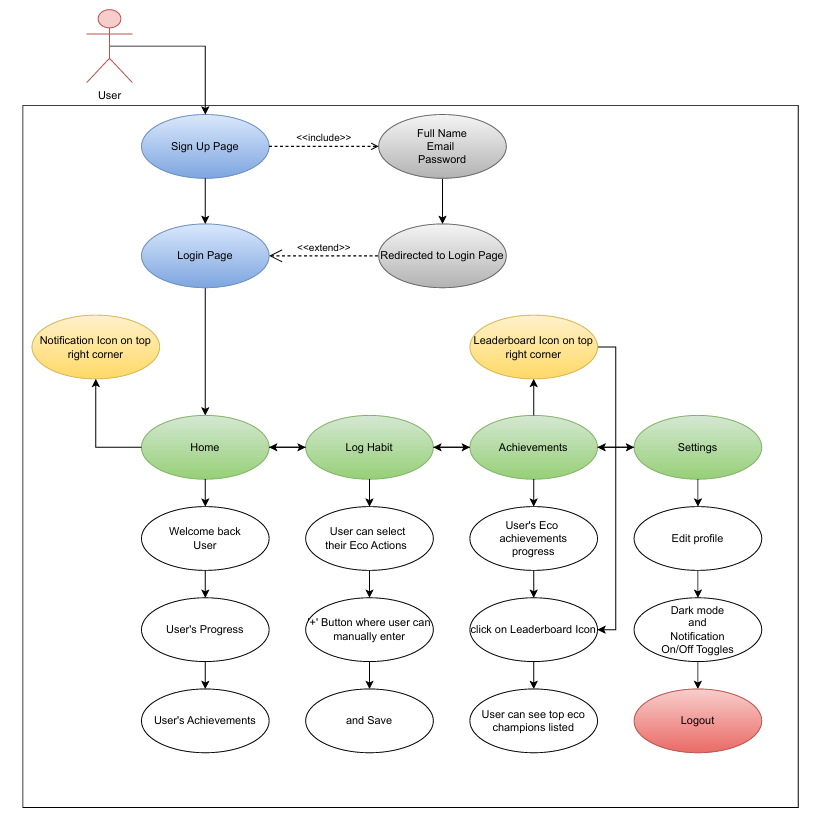 User
Sign Up Page
<<include>>
Full Name
Email
Password
Login Page
<<extend>>
Redirected to Login Page
Notification Icon on top
right corner
Leaderboard Icon on top
right corner
Home
Log Habit
Achievements
Settings
Welcome back
User
User can select
their Eco Actions
User's Eco
achievements
progress
Edit profile
User's Progress
'+' Button where user can
manually enter
click on Leaderboard Icon
Dark mode
and
Notification
On/Off Toggles
User's Achievements
and Save
User can see top eco
champions listed
Logout